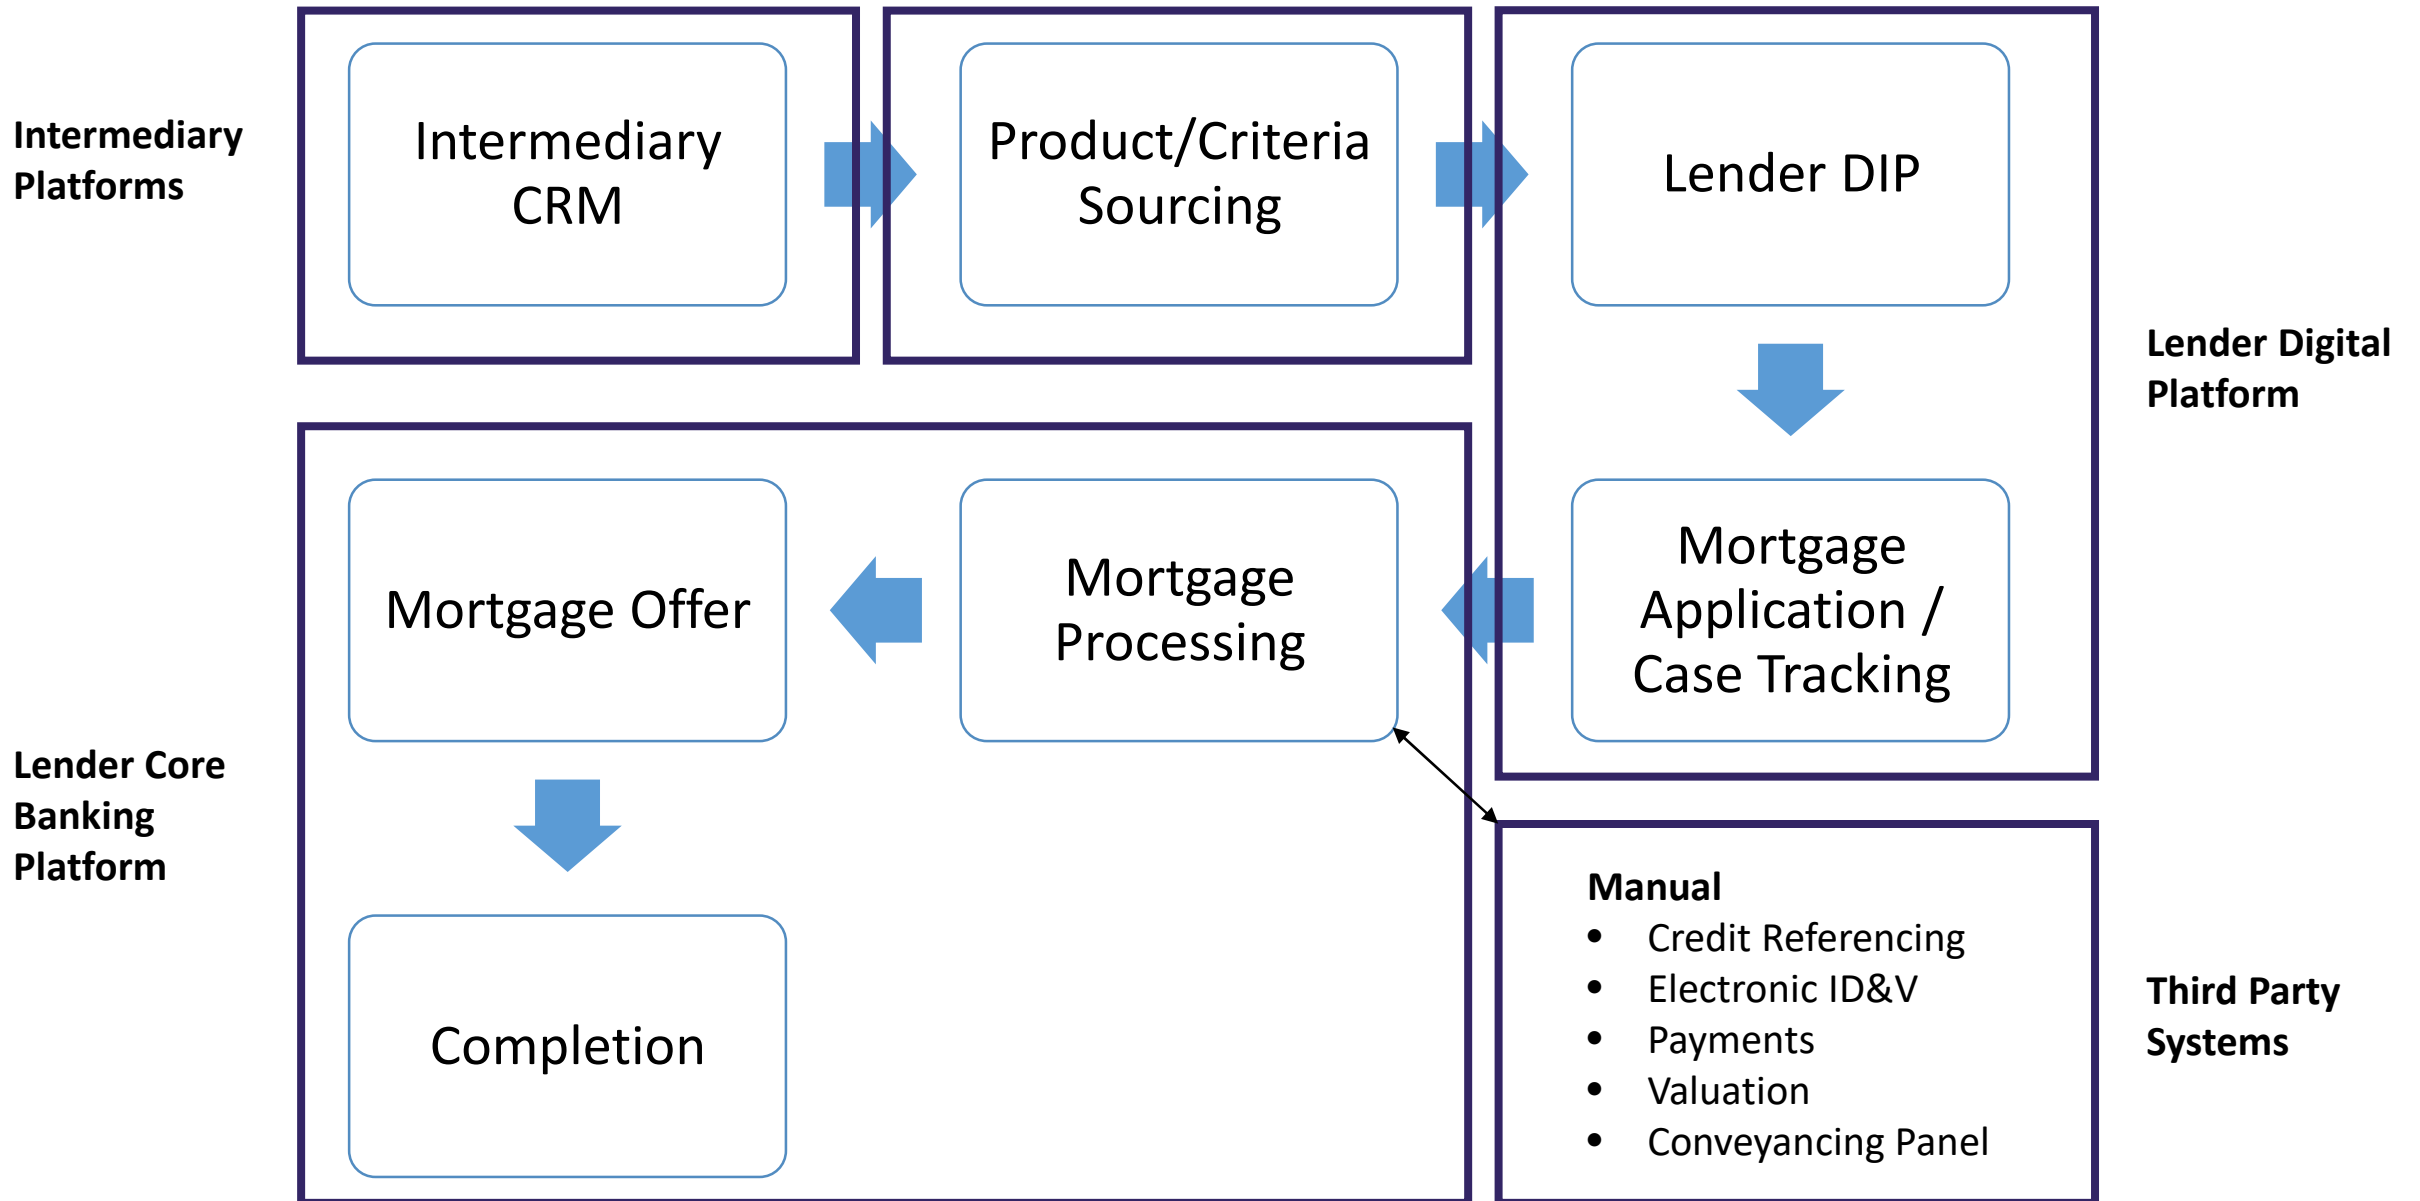 Intermediary
Platforms
Intermediary
CRM
Product/Criteria
Sourcing
Lender DIP
Lender Digital
Platform
Mortgage
Application /
Case Tracking
Mortgage
Processing
Mortgage Offer
Lender Core
Banking
Platform
Completion
Manual
• Credit Referencing
• Electronic ID&V
• Payments
• Valuation
• Conveyancing Panel
Third Party
Systems